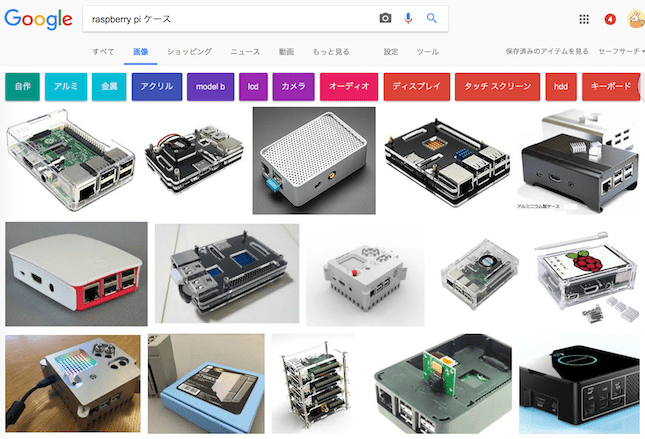 Google
raspberry pi ケース
4
すべて 画像 ショッピング ニュース 動画 もっと見る 設定 ツール
保存済みのアイテムを見る セーフサーチ
自作 アルミ 金属 アクリル model b lcd カメラ オーディオ ディスプレイ タッチ スクリーン hdd キーボード
アルミニウム製ケース